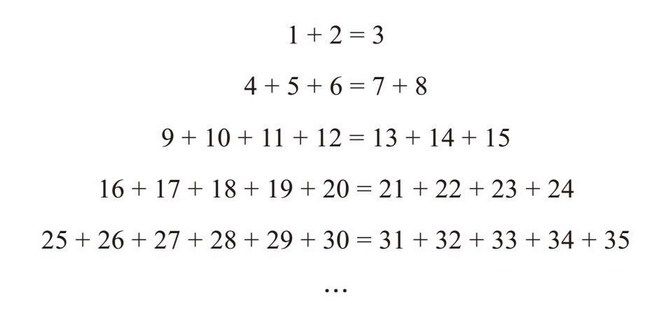 1 + 2 = 3
4 + 5 + 6 = 7 + 8
9 + 10 + 11 + 12 = 13 + 14 + 15
16 + 17 + 18 + 19 + 20 = 21 + 22 + 23 + 24
25 + 26 + 27 + 28 + 29 + 30 = 31 + 32 + 33 + 34 + 35
...